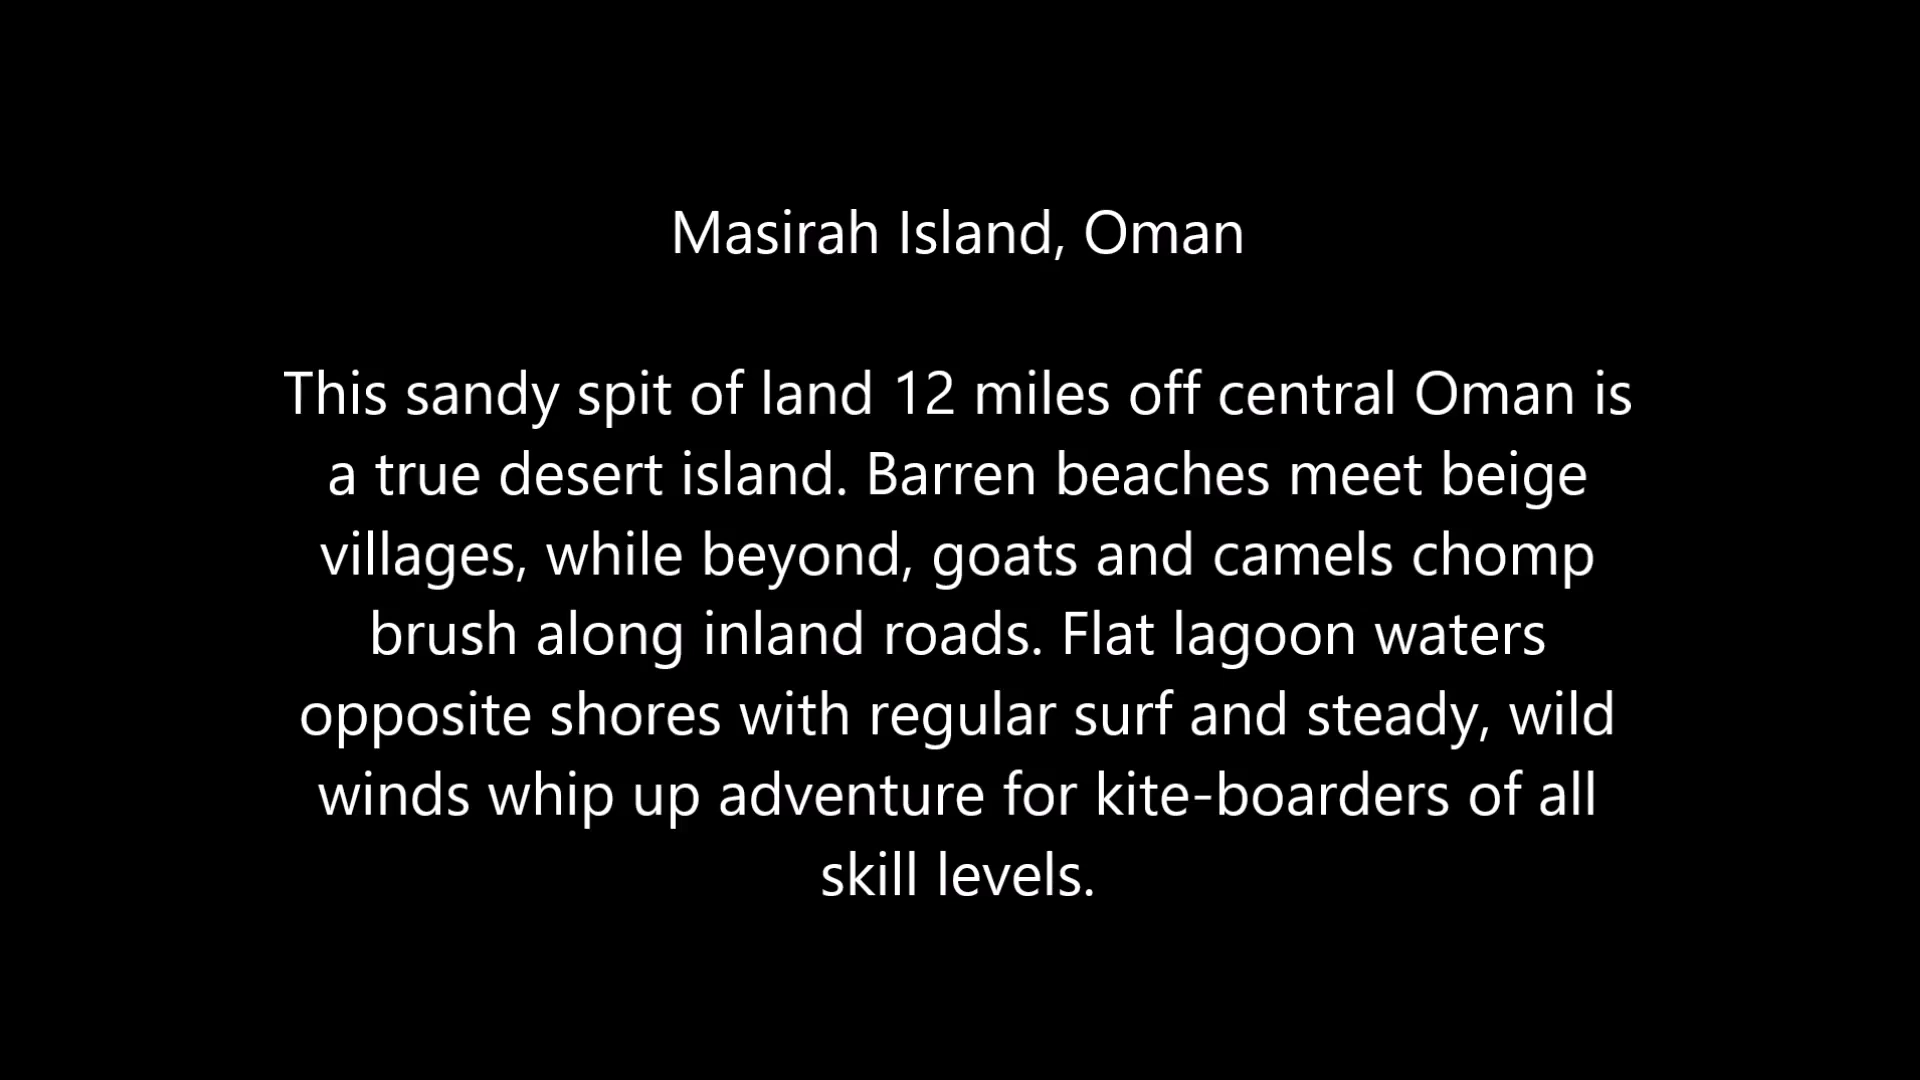 Masirah Island, Oman
This sandy spit of land 12 miles off central Oman is
a true desert island. Barren beaches meet beige
villages, while beyond, goats and camels chomp
brush along inland roads. Flat lagoon waters
opposite shores with regular surf and steady, wild
winds whip up adventure for kite-boarders of all
skill levels.